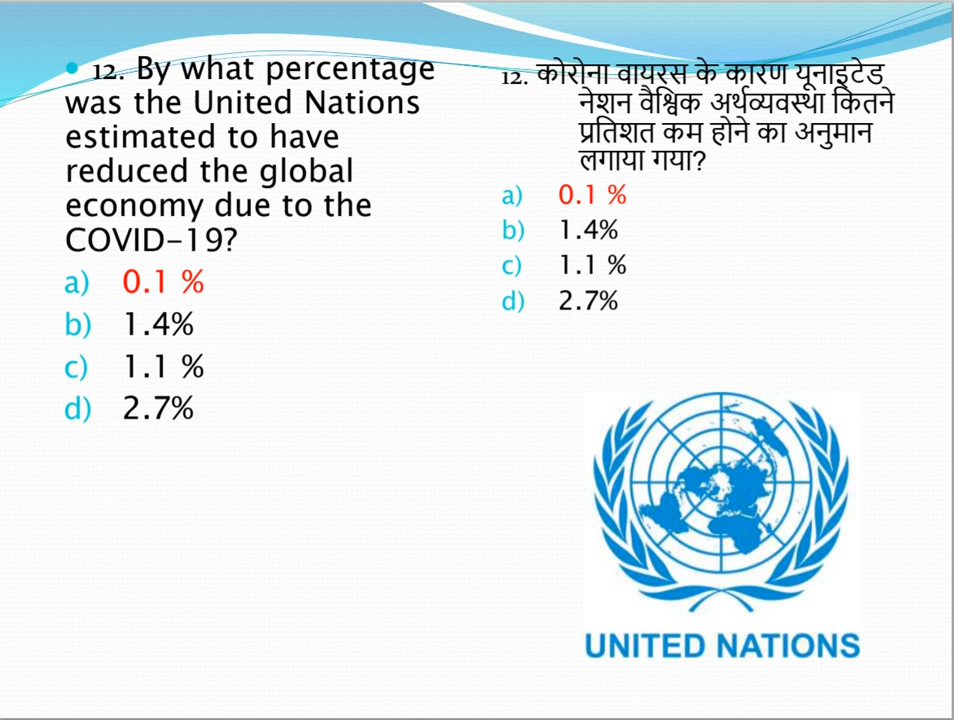 12. By what percentage
was the United Nations
estimated to have
reduced the global
economy due to the
COVID-19?
a) 0.1 %
b) 1.4%
c) 1.1 %
d) 2.7%
12. कोरोना वायरस के कारण यूनाइटेड
नेशन वैश्विक अर्थव्यवस्था कितने
प्रतिशत कम होने का अनुमान
लगाया गया?
a) 0.1 %
b) 1.4%
c) 1.1 %
d) 2.7%
UNITED NATIONS